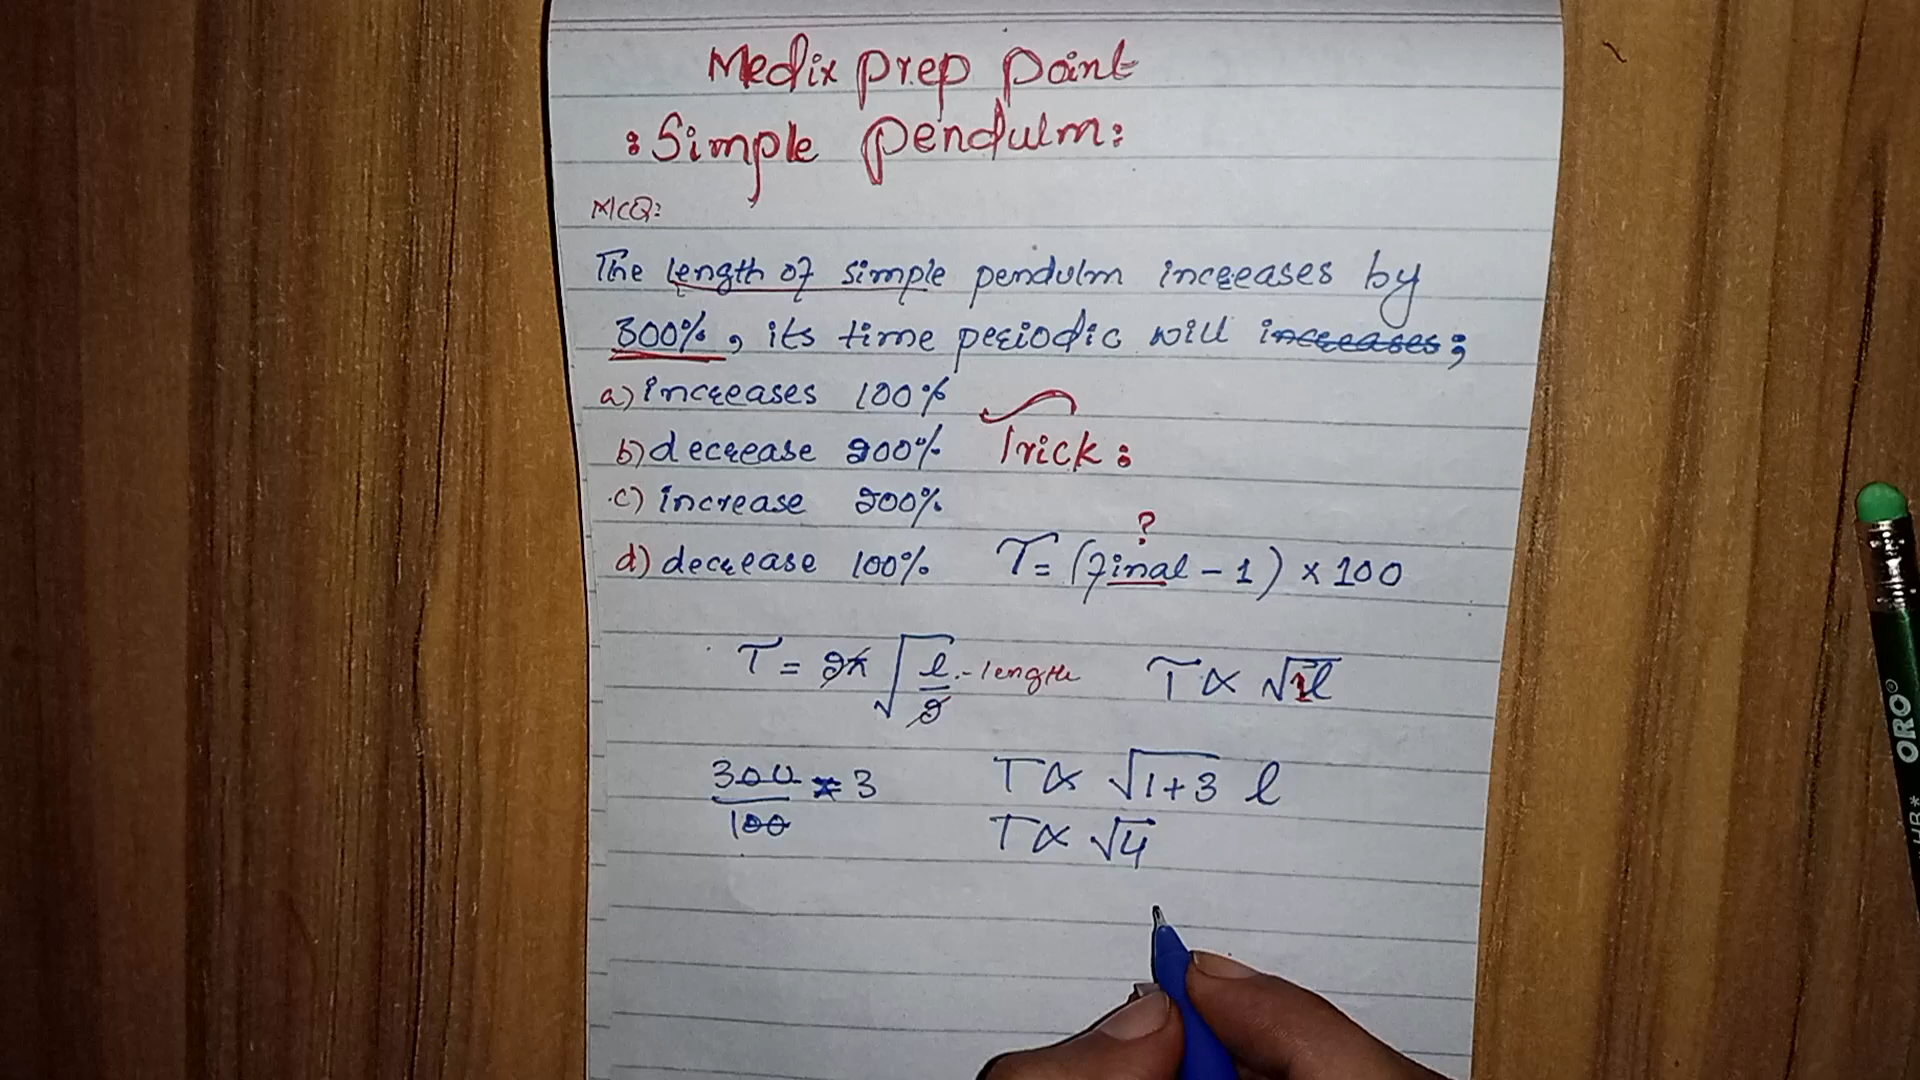 Medix prep point
:Simple pendulm:
MCQ:
The length of simple pendulm increases by
300%, its time periodic will increases;
a) increases 100%
b) decrease 200% Trick:
c) increase 200%
?
d) decrease 100% T = (final - 1) × 100
T = 2π √l/g - length T ∝ √1l
300/100 = 3 T ∝ √1+3 l
T ∝ √4
ORO®